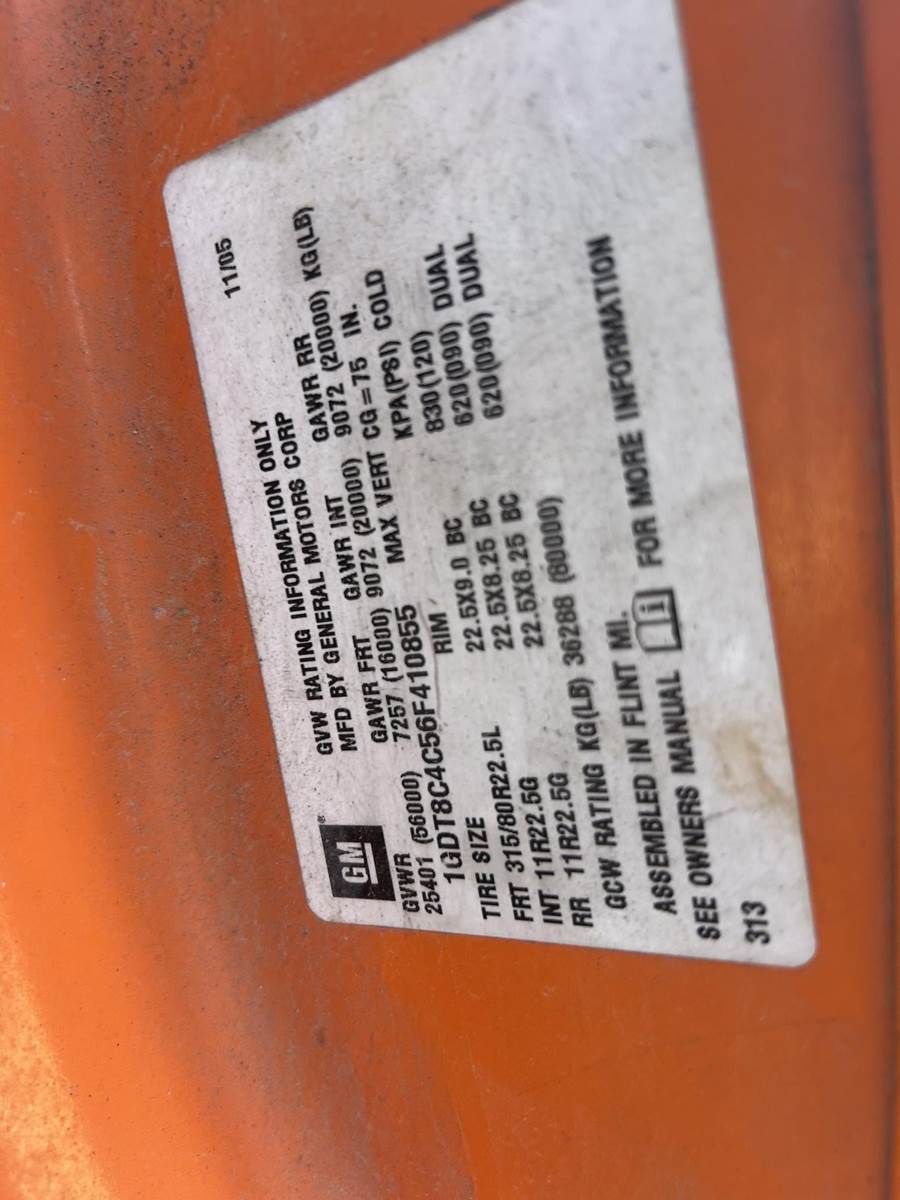 11/05
GM®
GVW RATING INFORMATION ONLY
MFD BY GENERAL MOTORS CORP
GVWR GAWR FRT GAWR INT GAWR RR
25401 (56000) 7257 (16000) 9072 (20000) 9072 (20000) KG(LB)
1GDT8C4C56F410855 MAX VERT CG=75 IN.
TIRE SIZE RIM KPA(PSI) COLD
FRT 315/80R22.5L 22.5X9.0 BC 830(120)
INT 11R22.5G 22.5X8.25 BC 620(090) DUAL
RR 11R22.5G 22.5X8.25 BC 620(090) DUAL
GCW RATING KG(LB) 36288 (80000)
ASSEMBLED IN FLINT MI.
SEE OWNERS MANUAL i FOR MORE INFORMATION
313